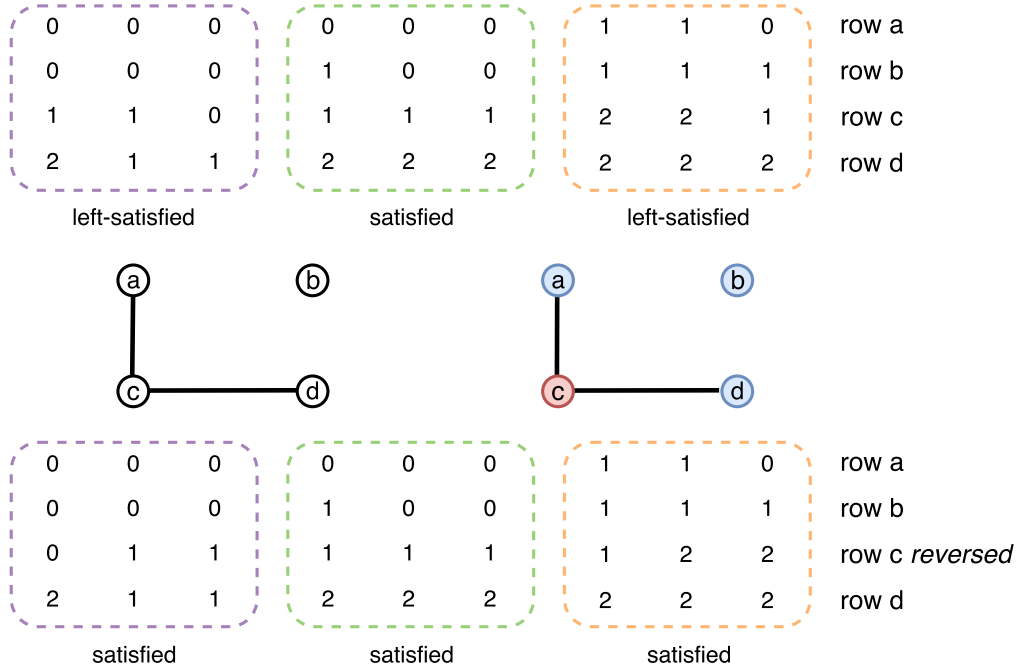 0 0 0 0 0 0 1 1 0 row a
0 0 0 1 0 0 1 1 1 row b
1 1 0 1 1 1 2 2 1 row c
2 1 1 2 2 2 2 2 2 row d
left-satisfied satisfied left-satisfied
a b a b
c d c d
0 0 0 0 0 0 1 1 0 row a
0 0 0 1 0 0 1 1 1 row b
0 1 1 1 1 1 1 2 2 row c reversed
2 1 1 2 2 2 2 2 2 row d
satisfied satisfied satisfied